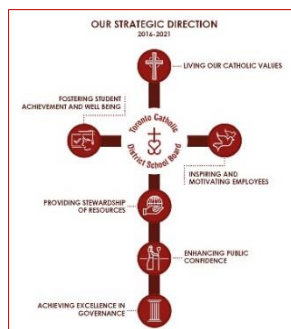 OUR STRATEGIC DIRECTION
2016-2021
LIVING OUR CATHOLIC VALUES
FOSTERING STUDENT
ACHIEVEMENT AND WELL BEING
Toronto Catholic
District School Board
INSPIRING AND
MOTIVATING EMPLOYEES
PROVIDING STEWARDSHIP
OF RESOURCES
ENHANCING PUBLIC
CONFIDENCE
ACHIEVING EXCELLENCE IN
GOVERNANCE